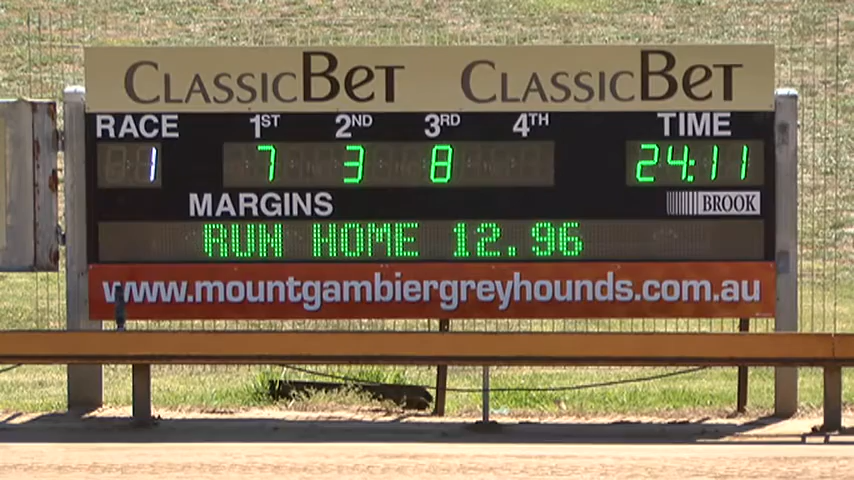 CLASSICBET CLASSICBET
RACE 1ST 2ND 3RD 4TH TIME
1 7 3 8 24:11
MARGINS BROOK
RUN HOME 12.96
www.mountgambiergreyhounds.com.au